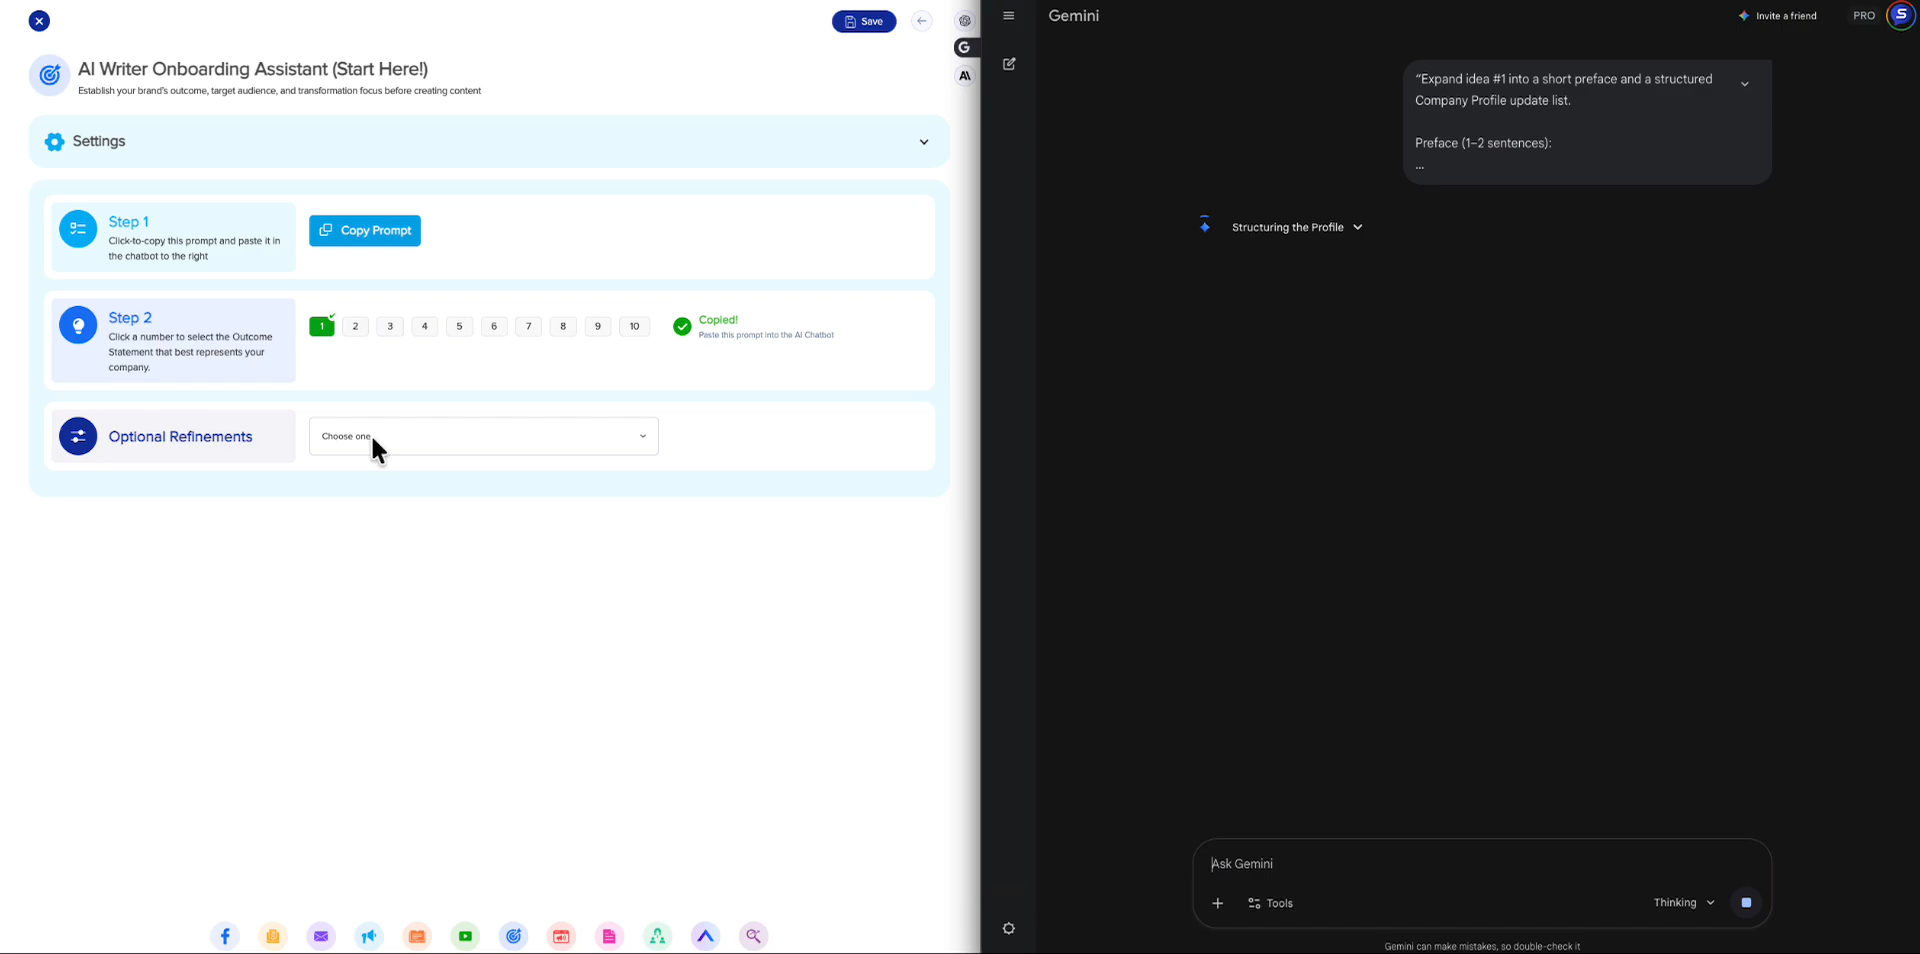 Save
AI Writer Onboarding Assistant (Start Here!)
Establish your brand's outcome, target audience, and transformation focus before creating content
Settings
Step 1
Click-to-copy this prompt and paste it in
the chatbot to the right
Copy Prompt
Step 2
Click a number to select the Outcome
Statement that best represents your
company.
1 2 3 4 5 6 7 8 9 10
Copied!
Paste this prompt into the AI Chatbot
Optional Refinements
Choose one
G
A\
Gemini
Invite a friend
PRO
S
“Expand idea #1 into a short preface and a structured
Company Profile update list.
Preface (1–2 sentences):
...
Structuring the Profile
Ask Gemini
Tools
Thinking
Gemini can make mistakes, so double-check it